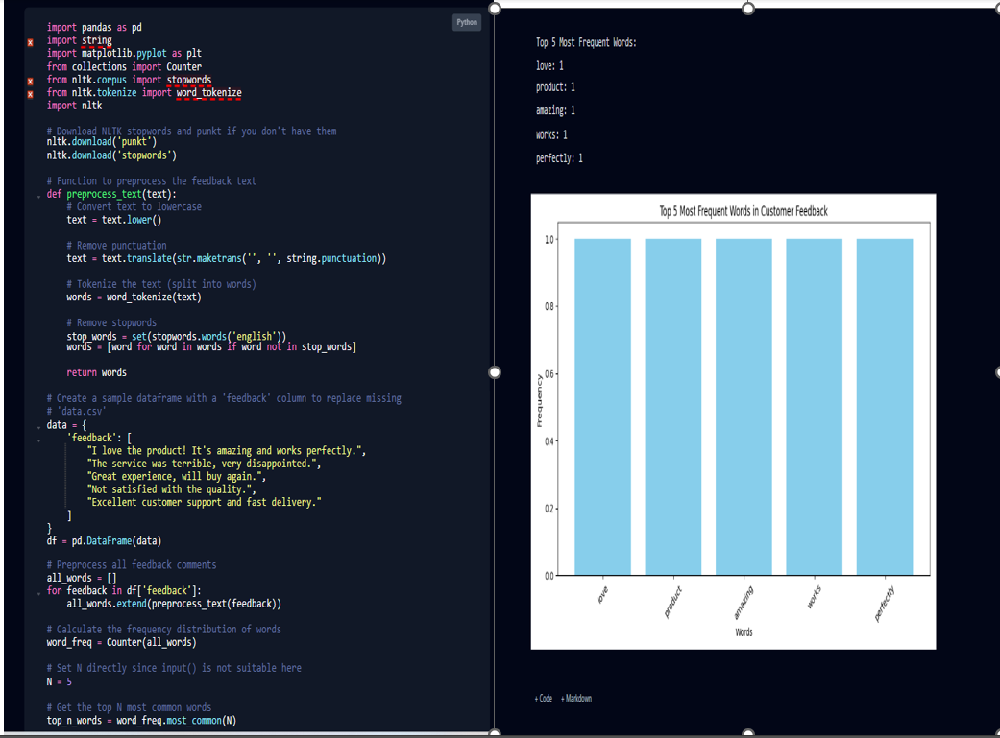 Python
import pandas as pd
import string
import matplotlib.pyplot as plt
from collections import Counter
from nltk.corpus import stopwords
from nltk.tokenize import word_tokenize
import nltk
# Download NLTK stopwords and punkt if you don't have them
nltk.download('punkt')
nltk.download('stopwords')
# Function to preprocess the feedback text
def preprocess_text(text):
# Convert text to lowercase
text = text.lower()
# Remove punctuation
text = text.translate(str.maketrans('', '', string.punctuation))
# Tokenize the text (split into words)
words = word_tokenize(text)
# Remove stopwords
stop_words = set(stopwords.words('english'))
words = [word for word in words if word not in stop_words]
return words
# Create a sample dataframe with a 'feedback' column to replace missing
# 'data.csv'
data = {
'feedback': [
"I love the product! It's amazing and works perfectly.",
"The service was terrible, very disappointed.",
"Great experience, will buy again.",
"Not satisfied with the quality.",
"Excellent customer support and fast delivery."
]
}
df = pd.DataFrame(data)
# Preprocess all feedback comments
all_words = []
for feedback in df['feedback']:
all_words.extend(preprocess_text(feedback))
# Calculate the frequency distribution of words
word_freq = Counter(all_words)
# Set N directly since input() is not suitable here
N = 5
# Get the top N most common words
top_n_words = word_freq.most_common(N)
Top 5 Most Frequent Words:
love: 1
product: 1
amazing: 1
works: 1
perfectly: 1
Top 5 Most Frequent Words in Customer Feedback
1.0
0.8
0.6
0.4
0.2
0.0
Frequency
love
product
amazing
works
perfectly
Words
+ Code + Markdown